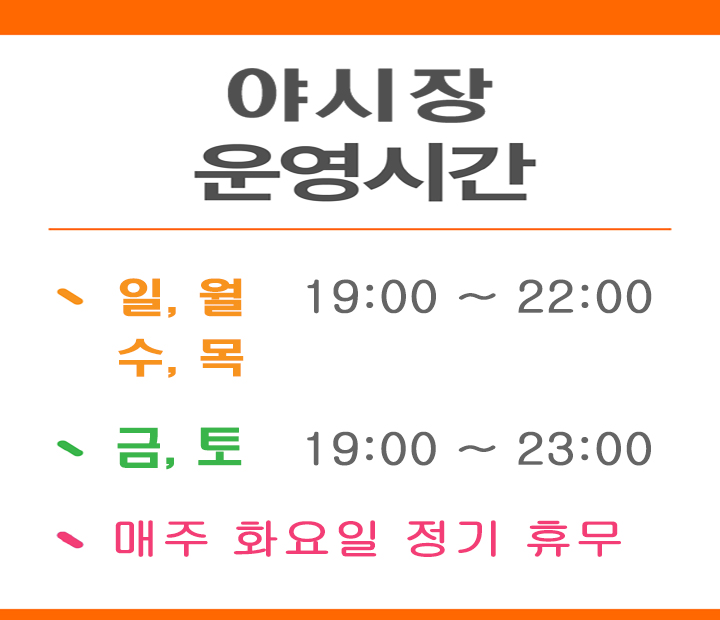 야시장
운영시간
일, 월 19:00 ~ 22:00
수, 목
금, 토 19:00 ~ 23:00
매주 화요일 정기 휴무